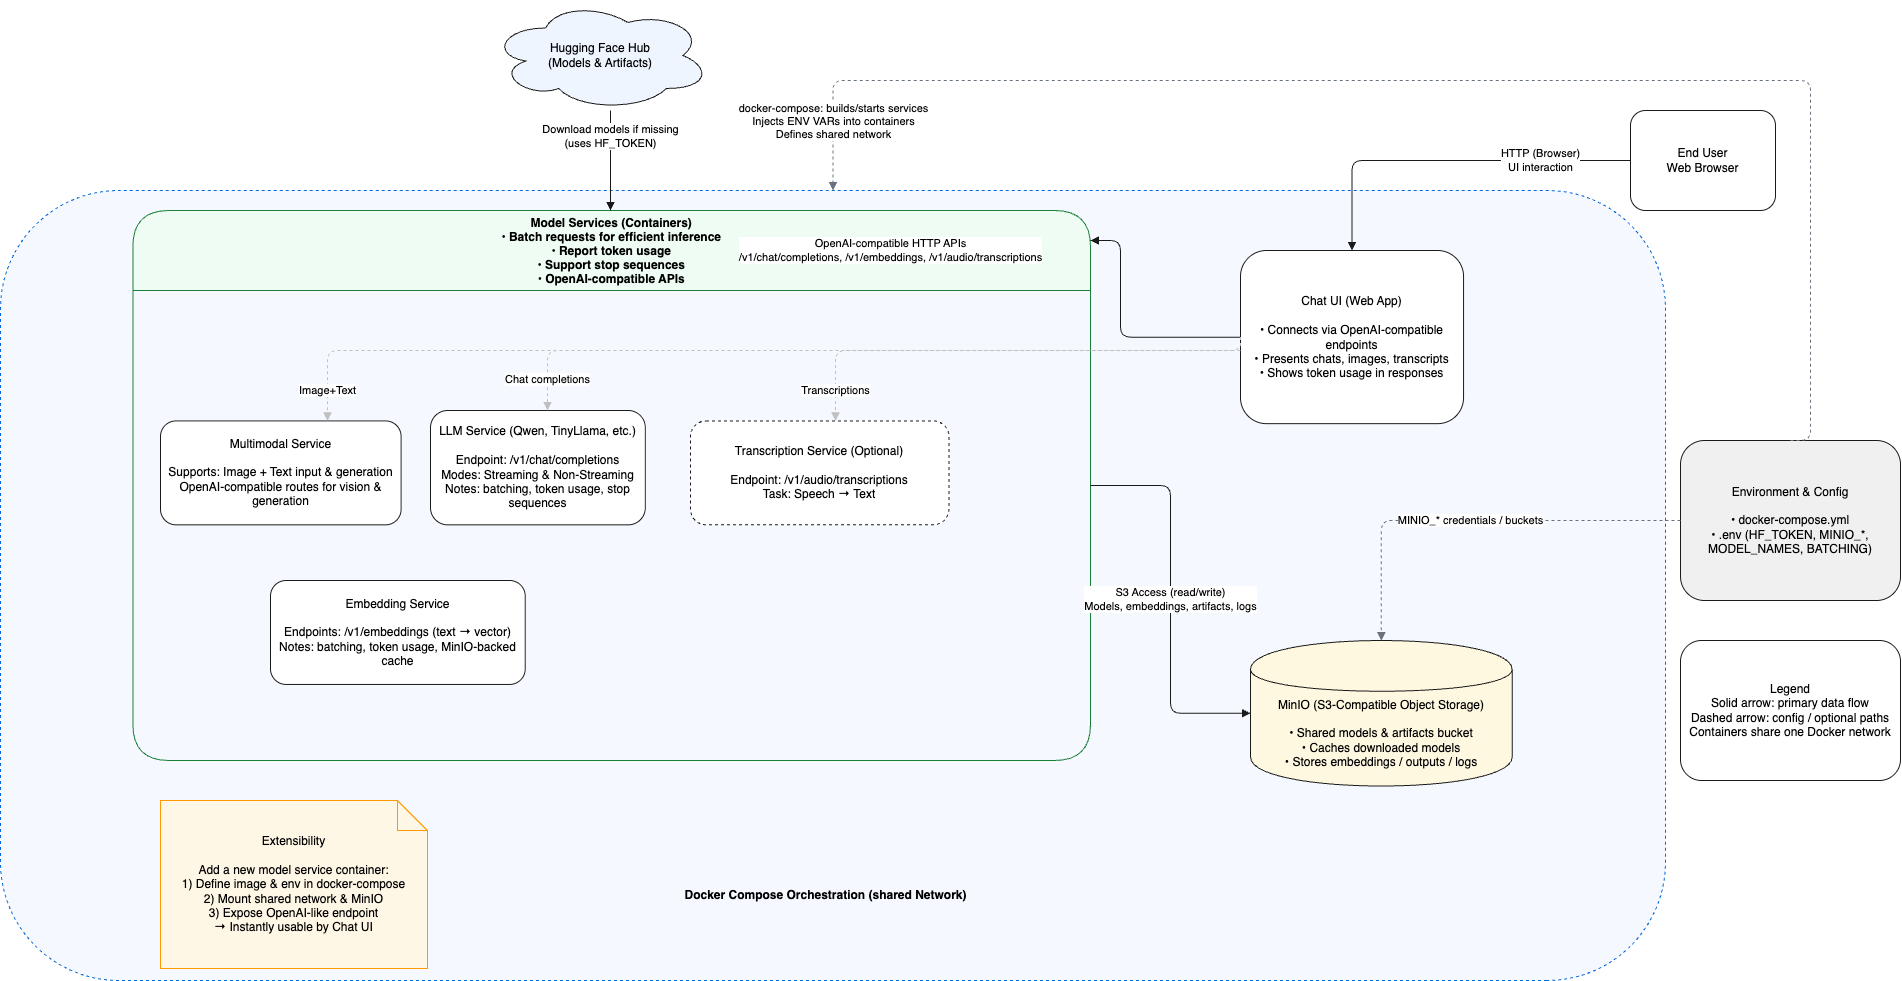 Hugging Face Hub
(Models & Artifacts)
Download models if missing
(uses HF_TOKEN)
docker-compose: builds/starts services
Injects ENV VARs into containers
Defines shared network
HTTP (Browser)
UI interaction
End User
Web Browser
Model Services (Containers)
• Batch requests for efficient inference
• Report token usage
• Support stop sequences
• OpenAI-compatible APIs
OpenAI-compatible HTTP APIs
/v1/chat/completions, /v1/embeddings, /v1/audio/transcriptions
Chat UI (Web App)
• Connects via OpenAI-compatible
endpoints
• Presents chats, images, transcripts
• Shows token usage in responses
Image+Text
Chat completions
Transcriptions
Multimodal Service
Supports: Image + Text input & generation
OpenAI-compatible routes for vision &
generation
LLM Service (Qwen, TinyLlama, etc.)
Endpoint: /v1/chat/completions
Modes: Streaming & Non-Streaming
Notes: batching, token usage, stop
sequences
Transcription Service (Optional)
Endpoint: /v1/audio/transcriptions
Task: Speech → Text
Embedding Service
Endpoints: /v1/embeddings (text → vector)
Notes: batching, token usage, MinIO-backed
cache
MINIO_* credentials / buckets
Environment & Config
• docker-compose.yml
• .env (HF_TOKEN, MINIO_*,
MODEL_NAMES, BATCHING)
S3 Access (read/write)
Models, embeddings, artifacts, logs
MinIO (S3-Compatible Object Storage)
• Shared models & artifacts bucket
• Caches downloaded models
• Stores embeddings / outputs / logs
Legend
Solid arrow: primary data flow
Dashed arrow: config / optional paths
Containers share one Docker network
Extensibility
Add a new model service container:
1) Define image & env in docker-compose
2) Mount shared network & MinIO
3) Expose OpenAI-like endpoint
→ Instantly usable by Chat UI
Docker Compose Orchestration (shared Network)